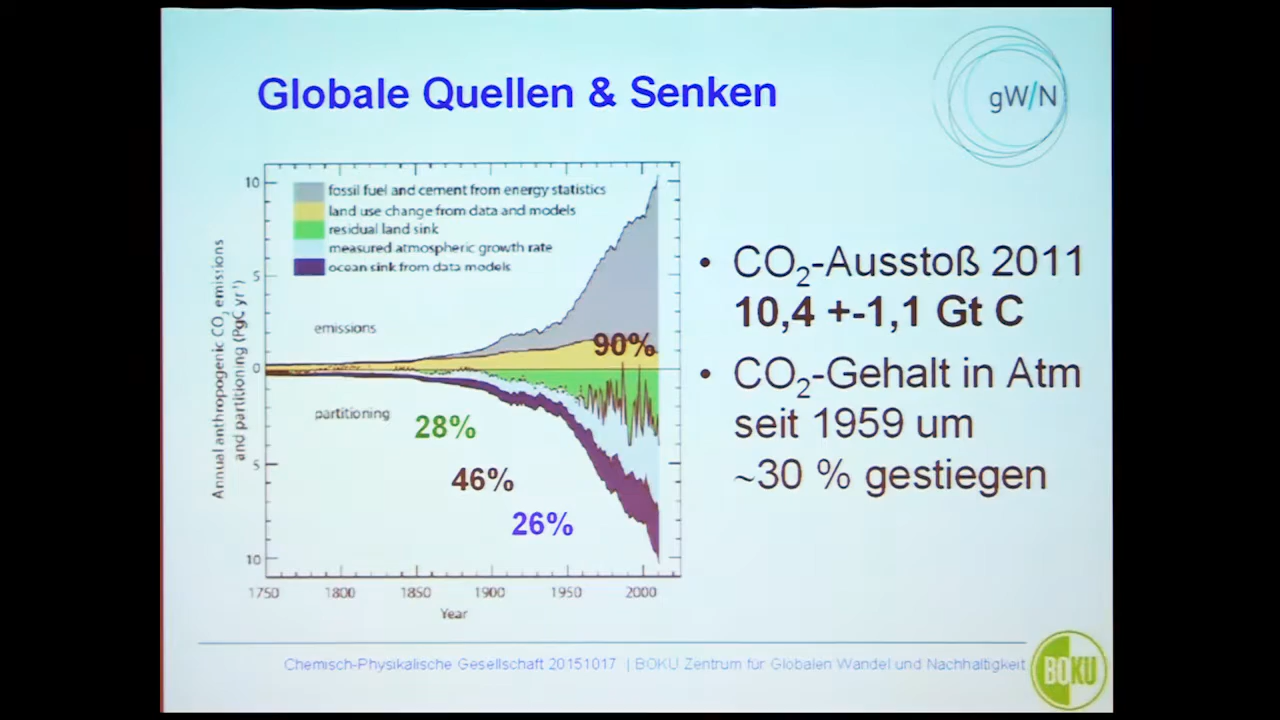 Globale Quellen & Senken
gW/N
fossil fuel and cement from energy statistics
land use change from data and models
residual land sink
measured atmospheric growth rate
ocean sink from data models
Annual anthropogenic CO₂ emissions
and partitioning (PgC yr⁻¹)
10
5
0
5
10
emissions
90%
partitioning
28%
46%
26%
1750 1800 1850 1900 1950 2000
Year
• CO₂-Ausstoß 2011
10,4 +-1,1 Gt C
• CO₂-Gehalt in Atm
seit 1959 um
~30 % gestiegen
Chemisch-Physikalische Gesellschaft 20151017 | BOKU Zentrum für Globalen Wandel und Nachhaltigkeit
BOKU